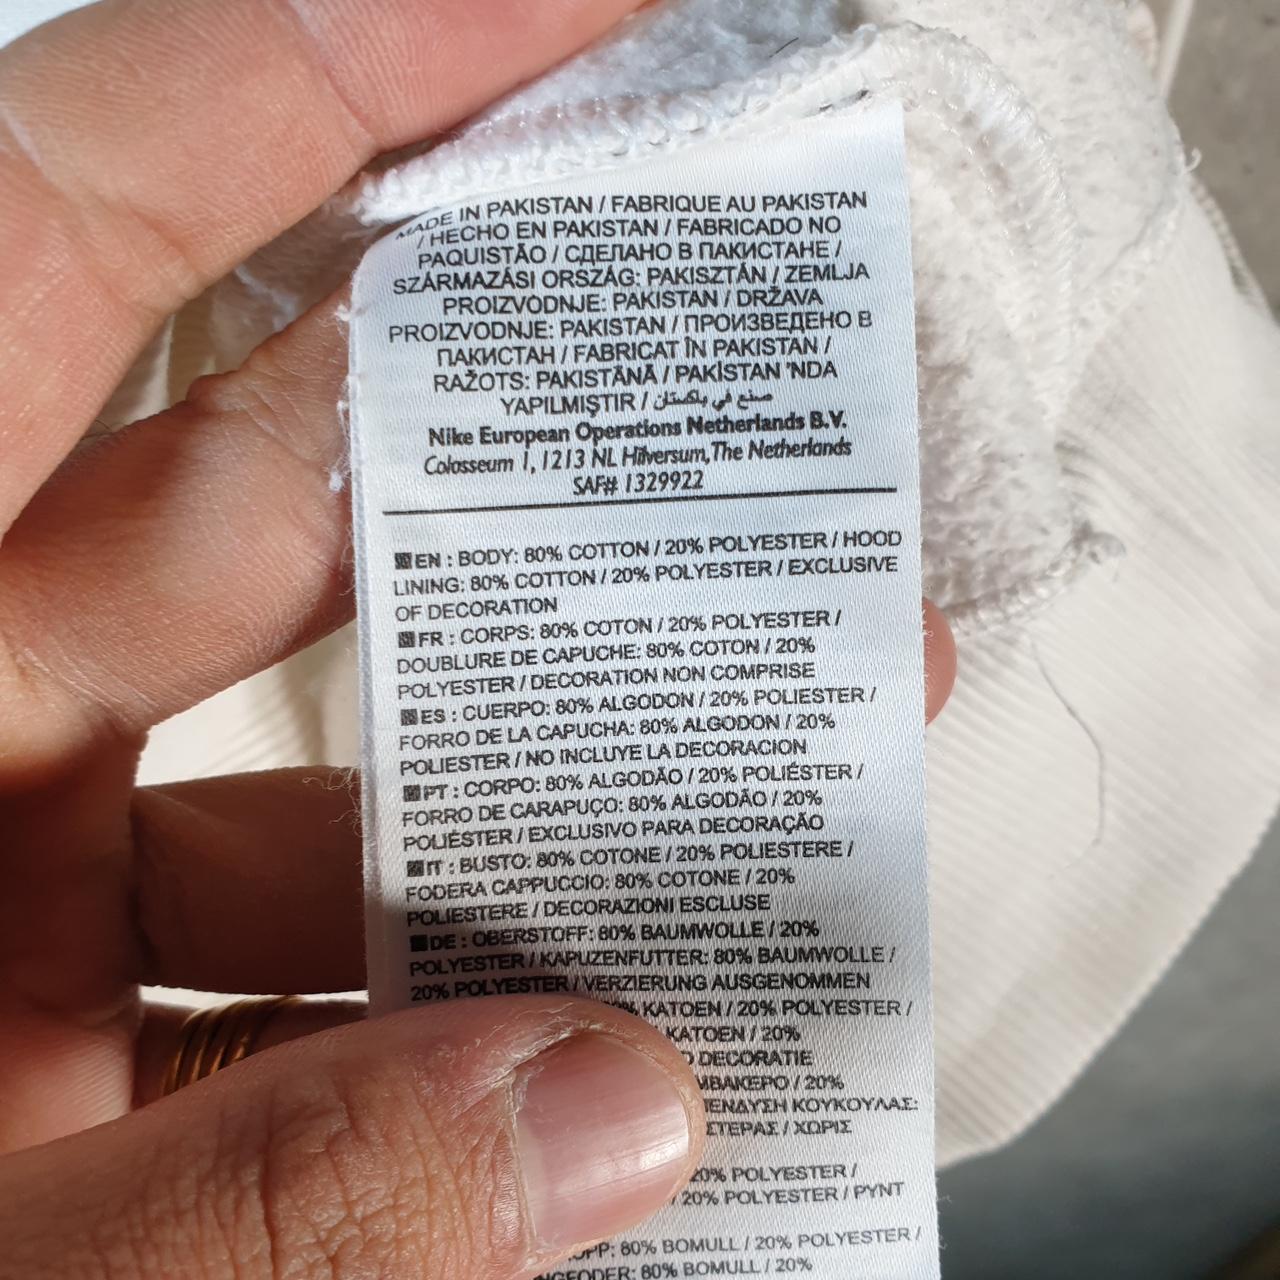 MADE IN PAKISTAN / FABRIQUE AU PAKISTAN
/ HECHO EN PAKISTAN / FABRICADO NO
PAQUISTÃO / СДЕЛАНО В ПАКИСТАНЕ /
SZÁRMAZÁSI ORSZÁG: PAKISZTÁN / ZEMLJA
PROIZVODNJE: PAKISTAN / DRŽAVA
PROIZVODNJE: PAKISTAN / ПРОИЗВЕДЕНО В
ПАКИСТАН / FABRICAT ÎN PAKISTAN /
RAŽOTS: PAKISTĀNĀ / PAKİSTAN 'NDA
YAPILMIŞTIR / صنع في باكستان
Nike European Operations Netherlands B.V.
Colosseum 1, 1213 NL Hilversum, The Netherlands
SAF# 1329922
EN : BODY: 80% COTTON / 20% POLYESTER / HOOD
LINING: 80% COTTON / 20% POLYESTER / EXCLUSIVE
OF DECORATION
FR : CORPS: 80% COTON / 20% POLYESTER /
DOUBLURE DE CAPUCHE: 80% COTON / 20%
POLYESTER / DECORATION NON COMPRISE
ES : CUERPO: 80% ALGODON / 20% POLIESTER /
FORRO DE LA CAPUCHA: 80% ALGODON / 20%
POLIESTER / NO INCLUYE LA DECORACION
PT : CORPO: 80% ALGODÃO / 20% POLIÉSTER /
FORRO DE CARAPUÇO: 80% ALGODÃO / 20%
POLIÉSTER / EXCLUSIVO PARA DECORAÇÃO
IT : BUSTO: 80% COTONE / 20% POLIESTERE /
FODERA CAPPUCCIO: 80% COTONE / 20%
POLIESTERE / DECORAZIONI ESCLUSE
DE : OBERSTOFF: 80% BAUMWOLLE / 20%
POLYESTER / KAPUZENFUTTER: 80% BAUMWOLLE /
20% POLYESTER / VERZIERUNG AUSGENOMMEN
KATOEN / 20% POLYESTER /
KATOEN / 20%
DECORATIE
/ 20%
ΚΟΥΚΟΥΛΑΣ:
/ ΧΩΡΙΣ
20% POLYESTER /
/ 20% POLYESTER / PYNT
80% BOMULL / 20% POLYESTER /
80% BOMULL / 20%